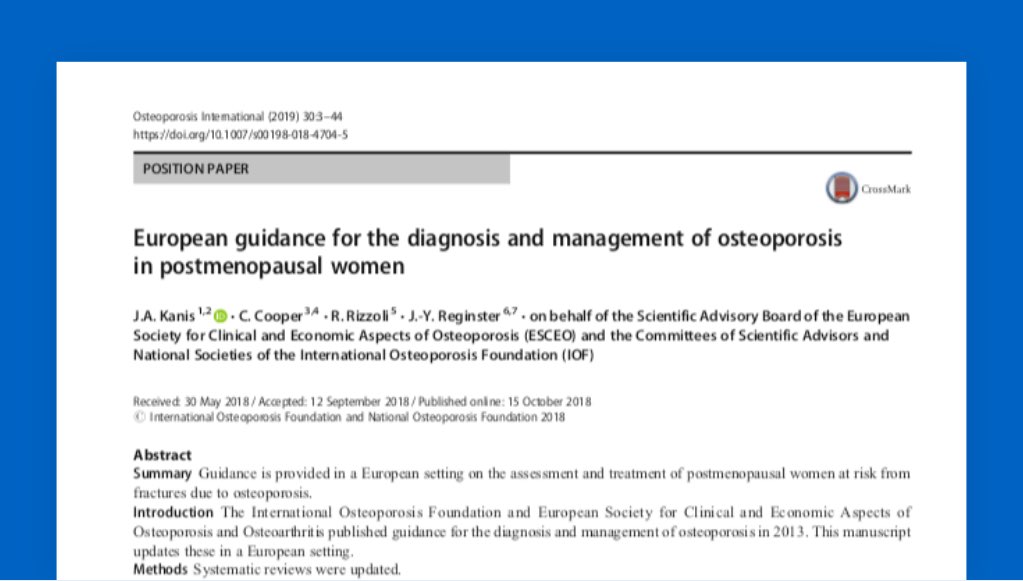 Osteoporosis International (2019) 30:3–44
https://doi.org/10.1007/s00198-018-4704-5
POSITION PAPER
CrossMark
European guidance for the diagnosis and management of osteoporosis
in postmenopausal women
J.A. Kanis 1,2 · C. Cooper 3,4 · R. Rizzoli 5 · J.-Y. Reginster 6,7 · on behalf of the Scientific Advisory Board of the European
Society for Clinical and Economic Aspects of Osteoporosis (ESCEO) and the Committees of Scientific Advisors and
National Societies of the International Osteoporosis Foundation (IOF)
Received: 30 May 2018 / Accepted: 12 September 2018 / Published online: 15 October 2018
© International Osteoporosis Foundation and National Osteoporosis Foundation 2018
Abstract
Summary Guidance is provided in a European setting on the assessment and treatment of postmenopausal women at risk from
fractures due to osteoporosis.
Introduction The International Osteoporosis Foundation and European Society for Clinical and Economic Aspects of
Osteoporosis and Osteoarthritis published guidance for the diagnosis and management of osteoporosis in 2013. This manuscript
updates these in a European setting.
Methods Systematic reviews were updated.